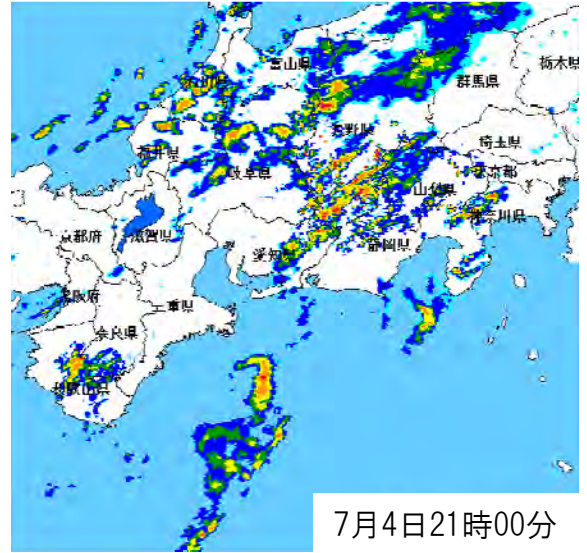 富山県
栃木県
群馬県
石川県
長野県
埼玉県
福井県
岐阜県
東京都
山梨県
神奈川県
京都府
滋賀県
愛知県
静岡県
大阪府
三重県
奈良県
和歌山県
7月4日21時00分